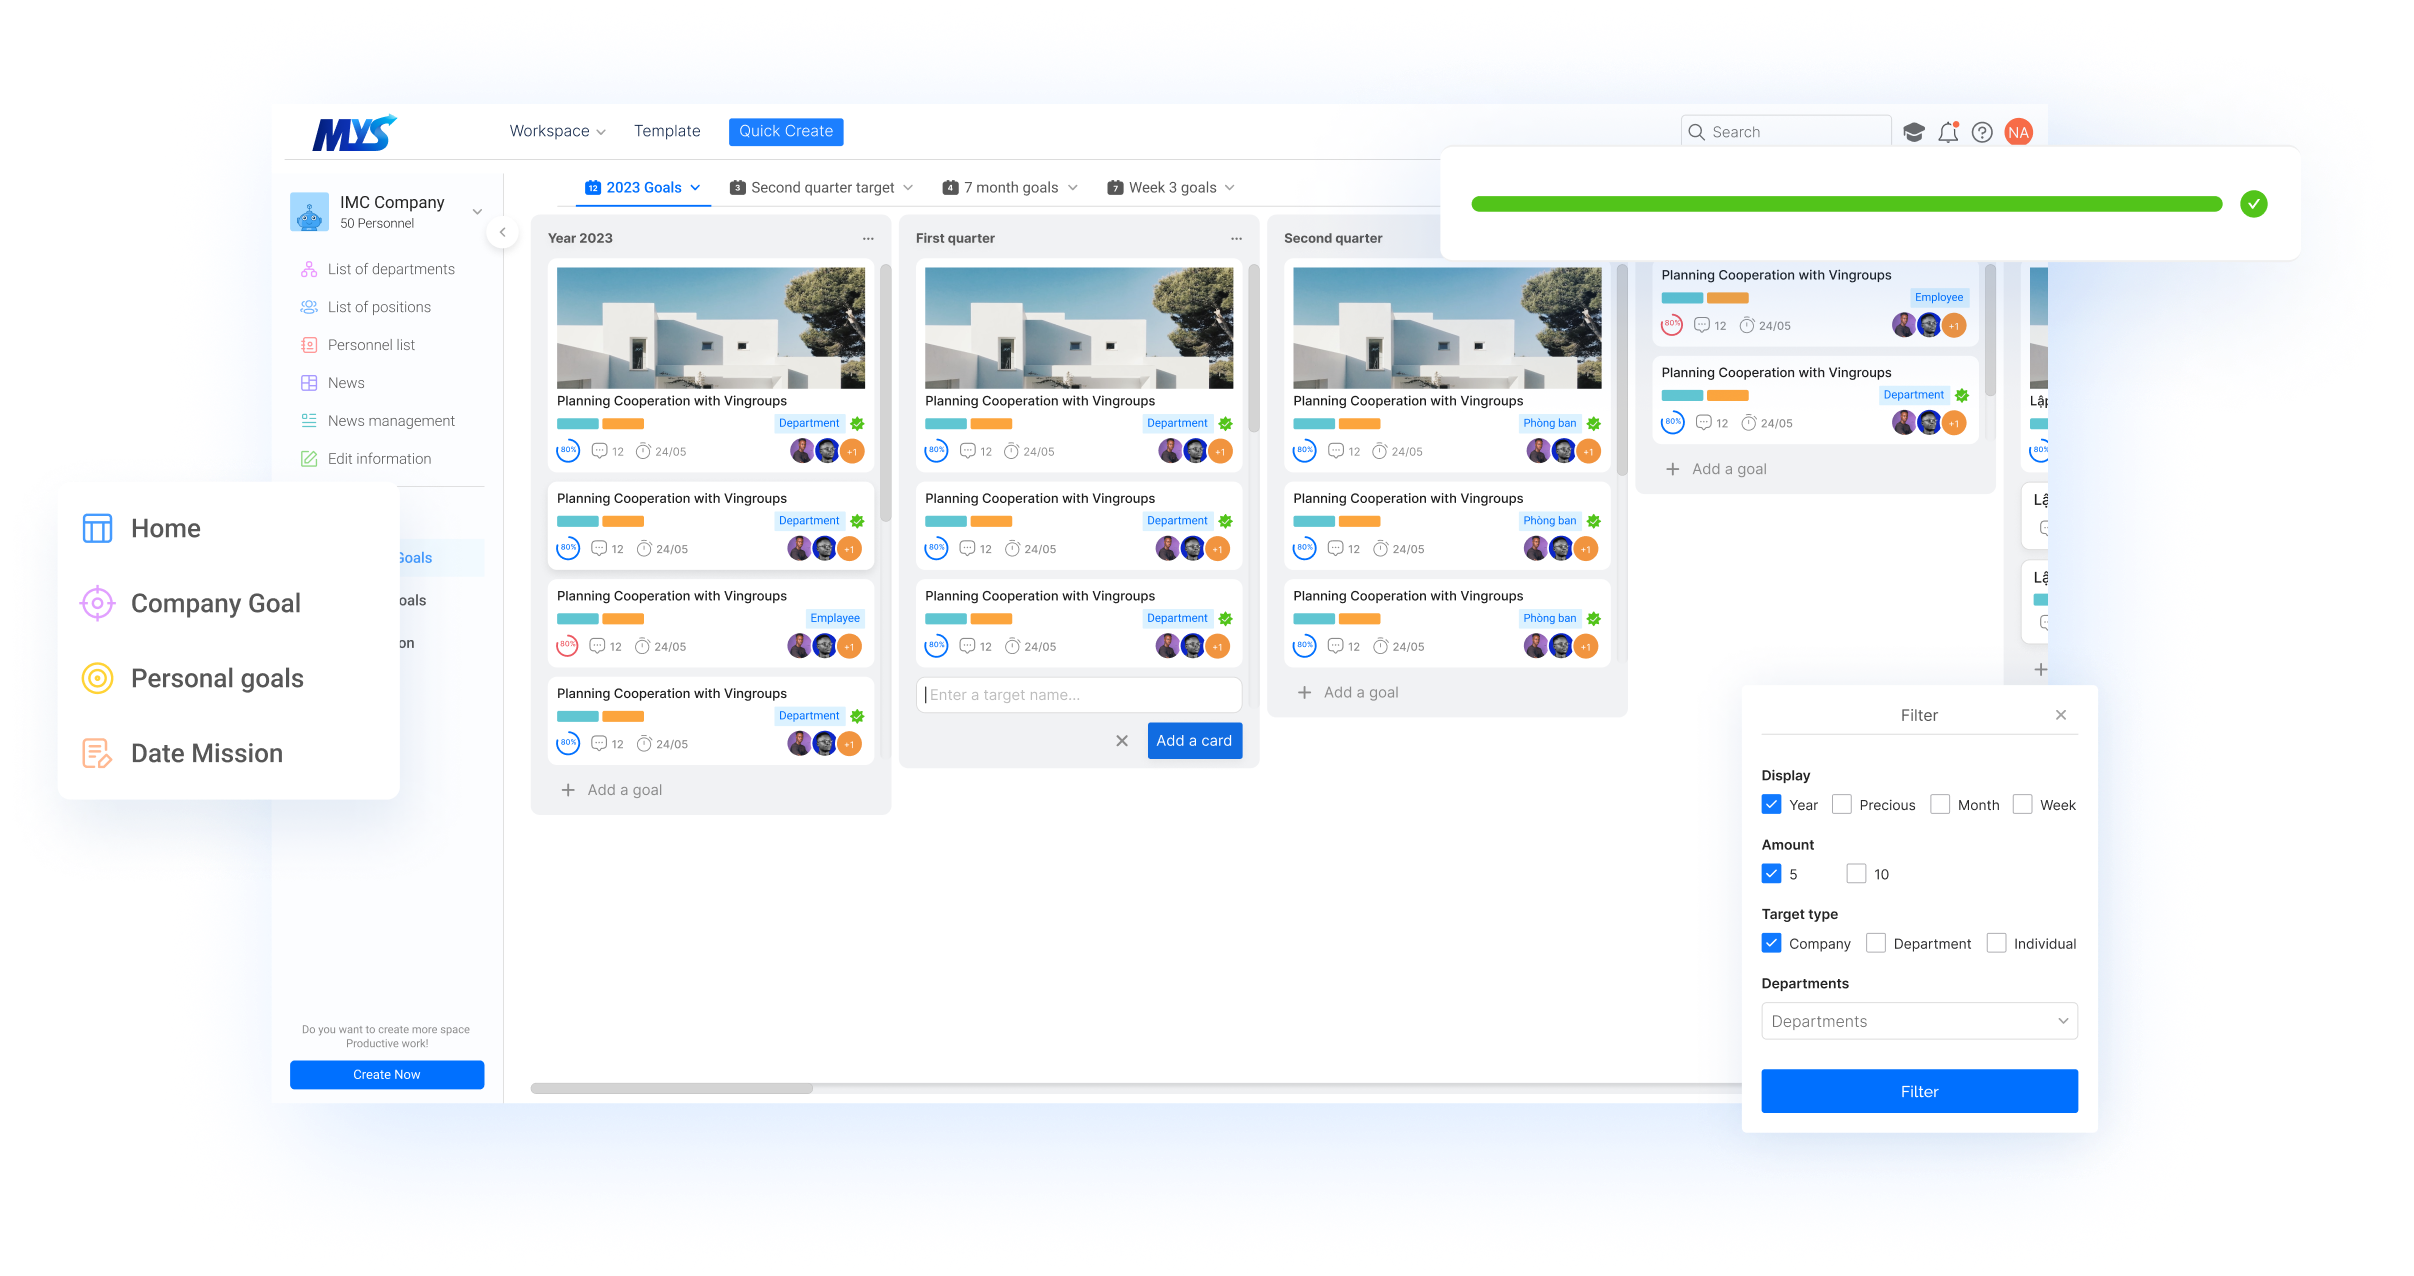 MYS
Workspace
Template
Quick Create
Search
NA
IMC Company
50 Personnel
List of departments
List of positions
Personnel list
News
News management
Edit information
Goals
oals
on
Home
Company Goal
Personal goals
Date Mission
Do you want to create more space
Productive work!
Create Now
12 2023 Goals
3 Second quarter target
4 7 month goals
7 Week 3 goals
Year 2023
Planning Cooperation with Vingroups
Department
80% 12 24/05 +1
Planning Cooperation with Vingroups
Department
80% 12 24/05 +1
Planning Cooperation with Vingroups
Emplayee
80% 12 24/05 +1
Planning Cooperation with Vingroups
Department
80% 12 24/05 +1
Add a goal
First quarter
Planning Cooperation with Vingroups
Department
80% 12 24/05 +1
Planning Cooperation with Vingroups
Department
80% 12 24/05 +1
Planning Cooperation with Vingroups
Department
80% 12 24/05 +1
Enter a target name...
Add a card
Second quarter
Planning Cooperation with Vingroups
Phòng ban
80% 12 24/05 +1
Planning Cooperation with Vingroups
Phòng ban
80% 12 24/05 +1
Planning Cooperation with Vingroups
Phòng ban
80% 12 24/05 +1
Add a goal
Planning Cooperation with Vingroups
Employee
80% 12 24/05 +1
Planning Cooperation with Vingroups
Department
80% 12 24/05 +1
Add a goal
Lập
80%
Lậ
Lậ
Filter
Display
Year Precious Month Week
Amount
5 10
Target type
Company Department Individual
Departments
Departments
Filter